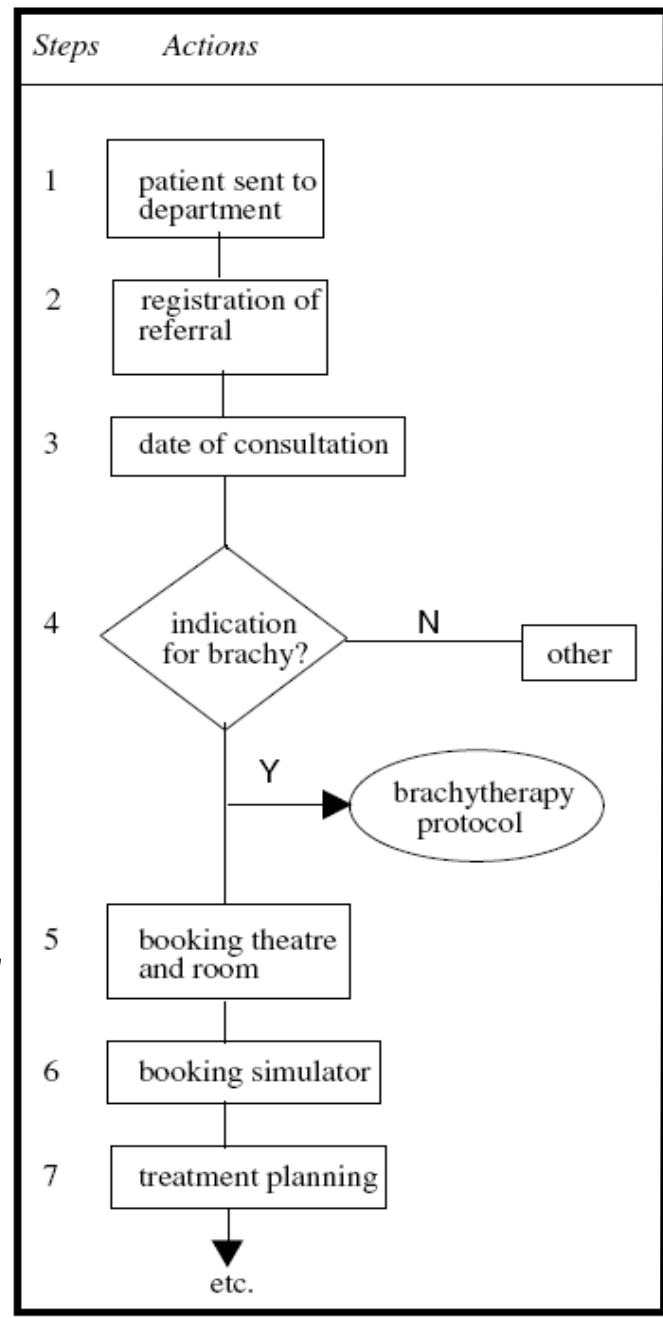 Steps Actions
1 patient sent to
department
2 registration of
referral
3 date of consultation
4 indication
for brachy?
N
other
Y
brachytherapy
protocol
5 booking theatre
and room
6 booking simulator
7 treatment planning
etc.